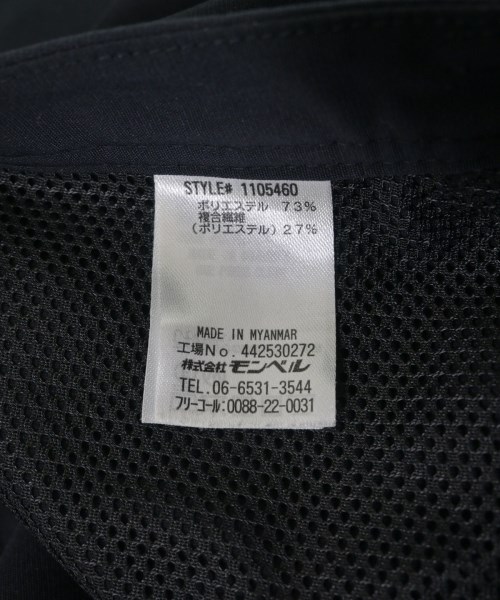 STYLE# 1105460
ポリエステル 73%
複合繊維
(ポリエステル)27%
MADE IN MYANMAR
工場No. 442530272
株式会社 モンベル
TEL. 06-6531-3544
フリーコール:0088-22-0031